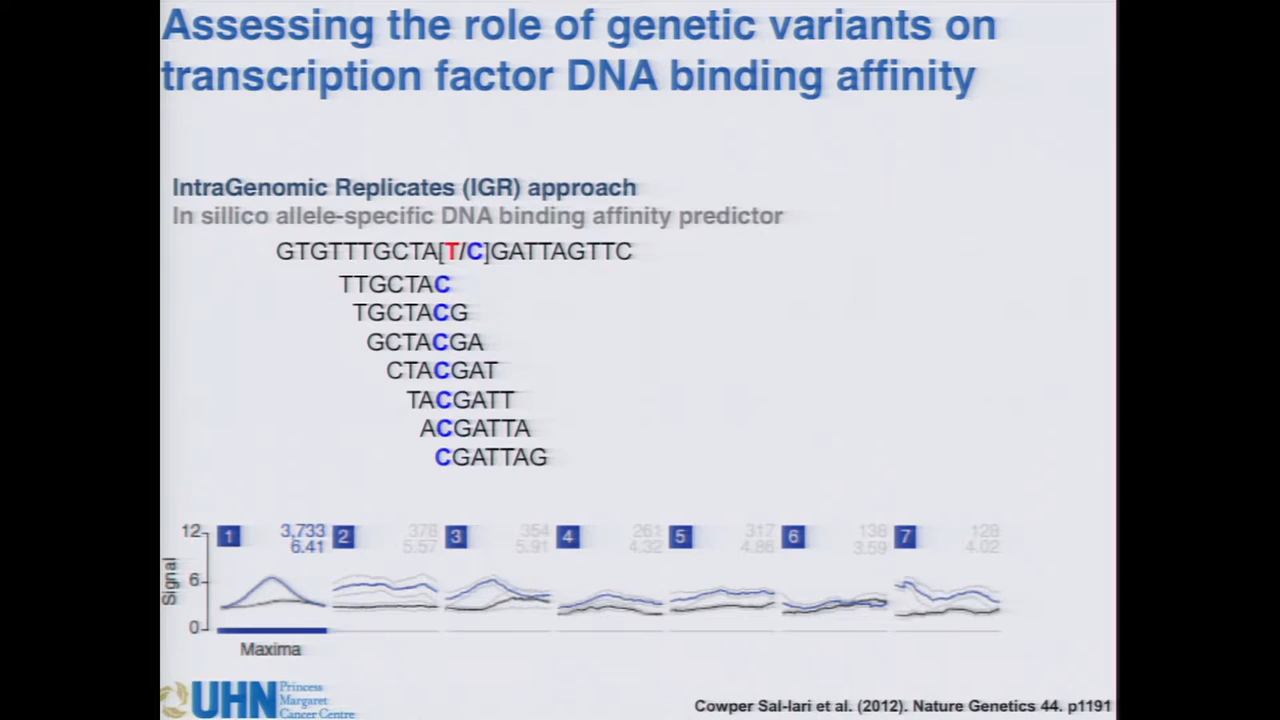 Assessing the role of genetic variants on
transcription factor DNA binding affinity
IntraGenomic Replicates (IGR) approach
In sillico allele-specific DNA binding affinity predictor
GTGTTTGCTA[T/C]GATTAGTTC
TTGCTAC
TGCTACG
GCTACGA
CTACGAT
TACGATT
ACGATTA
CGATTAG
12 1 3,733 2 378 3 354 4 261 5 317 6 138 7 128
6.41 5.57 5.91 4.32 4.86 3.59 4.02
Signal
6
0
Maxima
UHN Princess
Margaret
Cancer Centre
Cowper Sal-lari et al. (2012). Nature Genetics 44. p1191